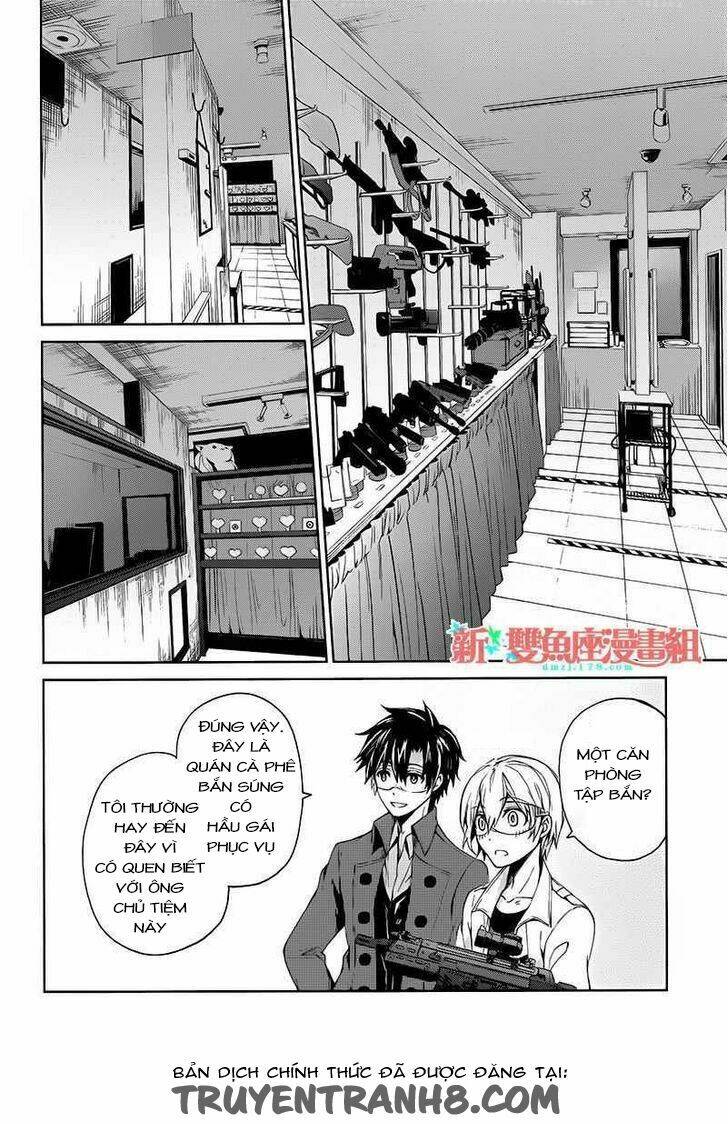 新·雙魚座漫畫組
dmzj.178.com
MỘT CĂN
PHÒNG
TẬP BẮN?
ĐÚNG VẬY.
ĐÂY LÀ
QUÁN CÀ PHÊ
BẮN SÚNG
CÓ
HẦU GÁI
PHỤC VỤ
TÔI THƯỜNG
HAY ĐẾN
ĐÂY VÌ
CÓ QUEN BIẾT
VỚI ÔNG
CHỦ TIỆM
NÀY
BẢN DỊCH CHÍNH THỨC ĐÃ ĐƯỢC ĐĂNG TẠI:
TRUYENTRANH8.COM